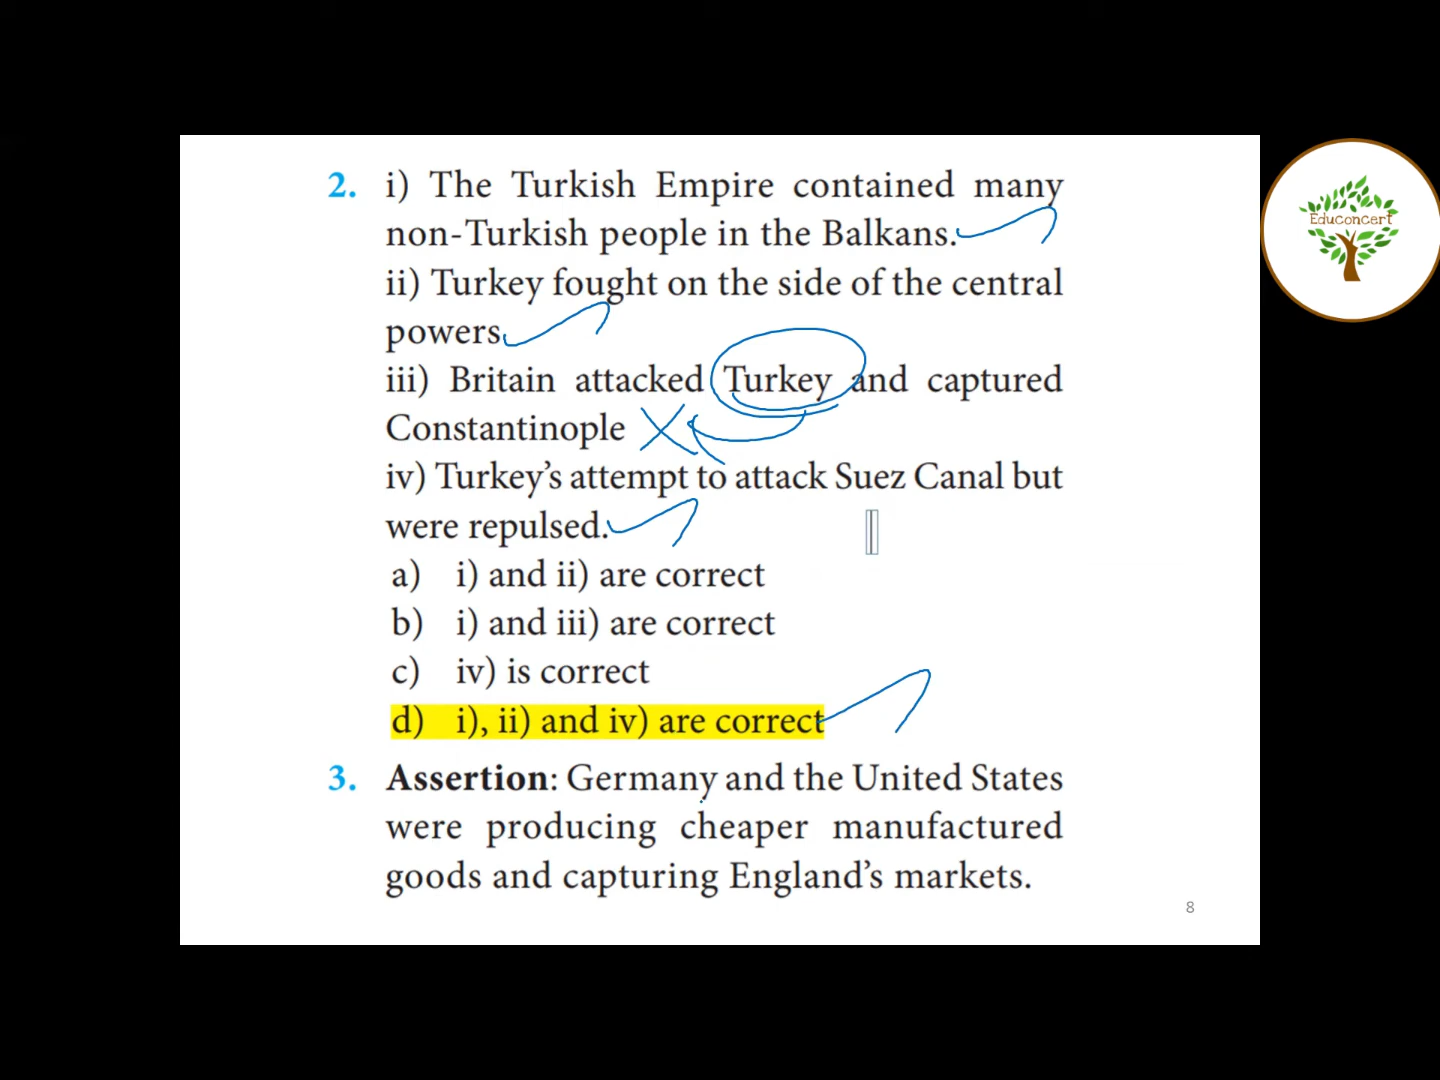 2. i) The Turkish Empire contained many
non-Turkish people in the Balkans.
ii) Turkey fought on the side of the central
powers
iii) Britain attacked Turkey and captured
Constantinople
iv) Turkey’s attempt to attack Suez Canal but
were repulsed.
a) i) and ii) are correct
b) i) and iii) are correct
c) iv) is correct
d) i), ii) and iv) are correct
3. Assertion: Germany and the United States
were producing cheaper manufactured
goods and capturing England’s markets.
8
Educoncert